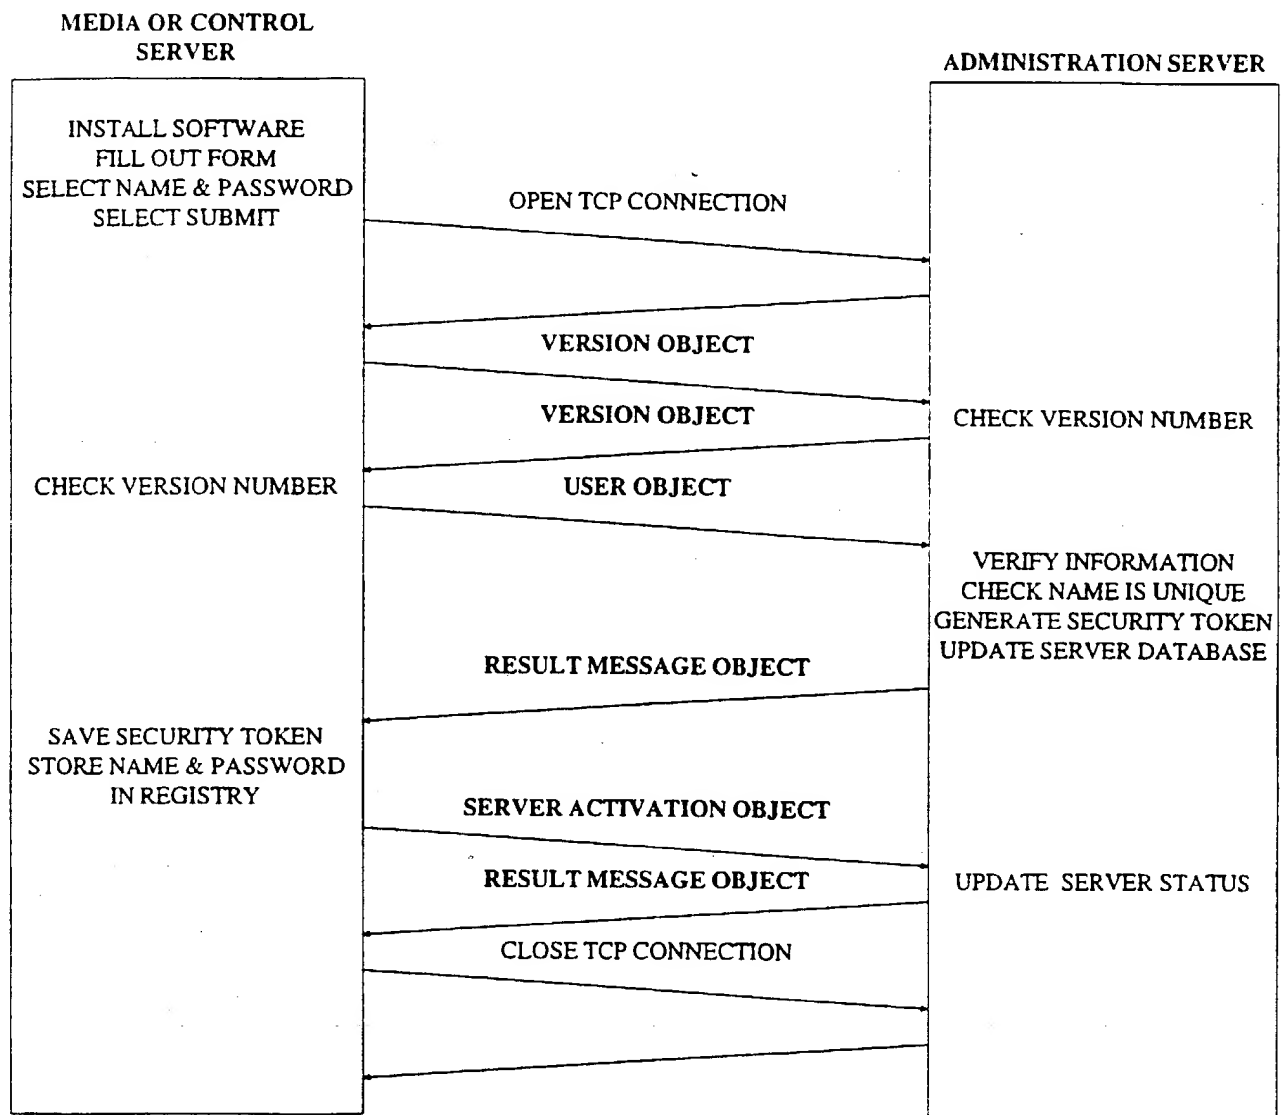 MEDIA OR CONTROL
SERVER
ADMINISTRATION SERVER
INSTALL SOFTWARE
FILL OUT FORM
SELECT NAME & PASSWORD
SELECT SUBMIT
OPEN TCP CONNECTION
VERSION OBJECT
VERSION OBJECT
CHECK VERSION NUMBER
CHECK VERSION NUMBER
USER OBJECT
VERIFY INFORMATION
CHECK NAME IS UNIQUE
GENERATE SECURITY TOKEN
UPDATE SERVER DATABASE
RESULT MESSAGE OBJECT
SAVE SECURITY TOKEN
STORE NAME & PASSWORD
IN REGISTRY
SERVER ACTIVATION OBJECT
RESULT MESSAGE OBJECT
UPDATE SERVER STATUS
CLOSE TCP CONNECTION